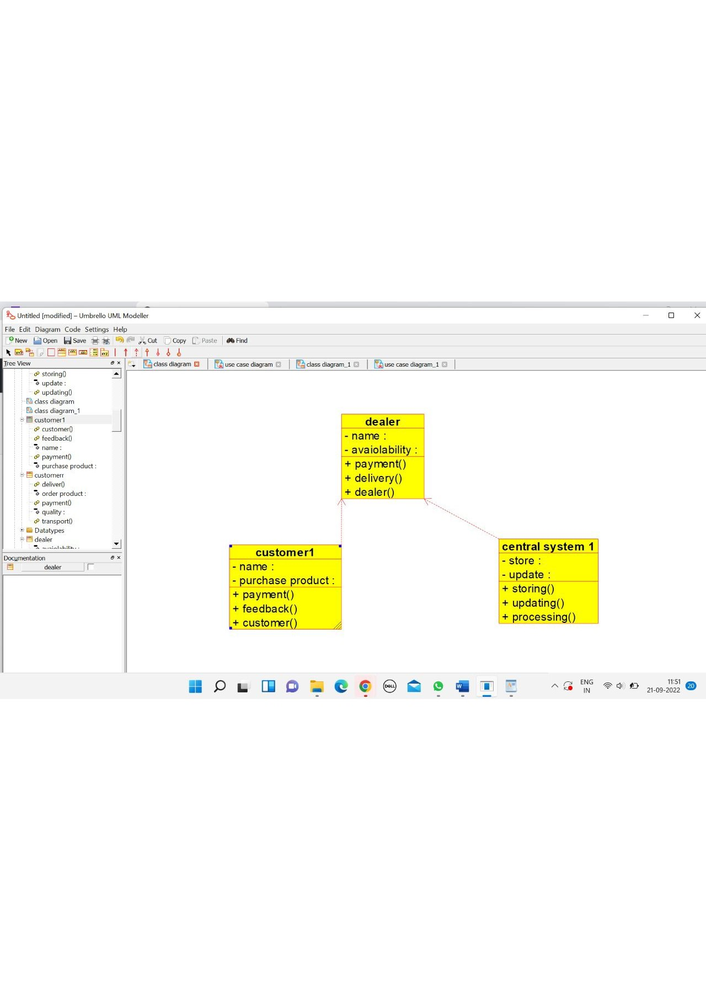 Untitled [modified] – Umbrello UML Modeller
File Edit Diagram Code Settings Help
New Open Save Cut Copy Paste Find
Tree View
class diagram use case diagram class diagram_1 use case diagram_1
storing()
update :
updating()
class diagram
class diagram_1
customer1
customer()
feedback()
name :
payment()
purchase product :
customerr
deliver()
order product :
payment()
quality :
transport()
Datatypes
dealer
avaiolability :
Documentation
dealer
dealer
- name :
- avaiolability :
+ payment()
+ delivery()
+ dealer()
customer1
- name :
- purchase product :
+ payment()
+ feedback()
+ customer()
central system 1
- store :
- update :
+ storing()
+ updating()
+ processing()
DELL
W
ENG
IN
11:51
21-09-2022
20